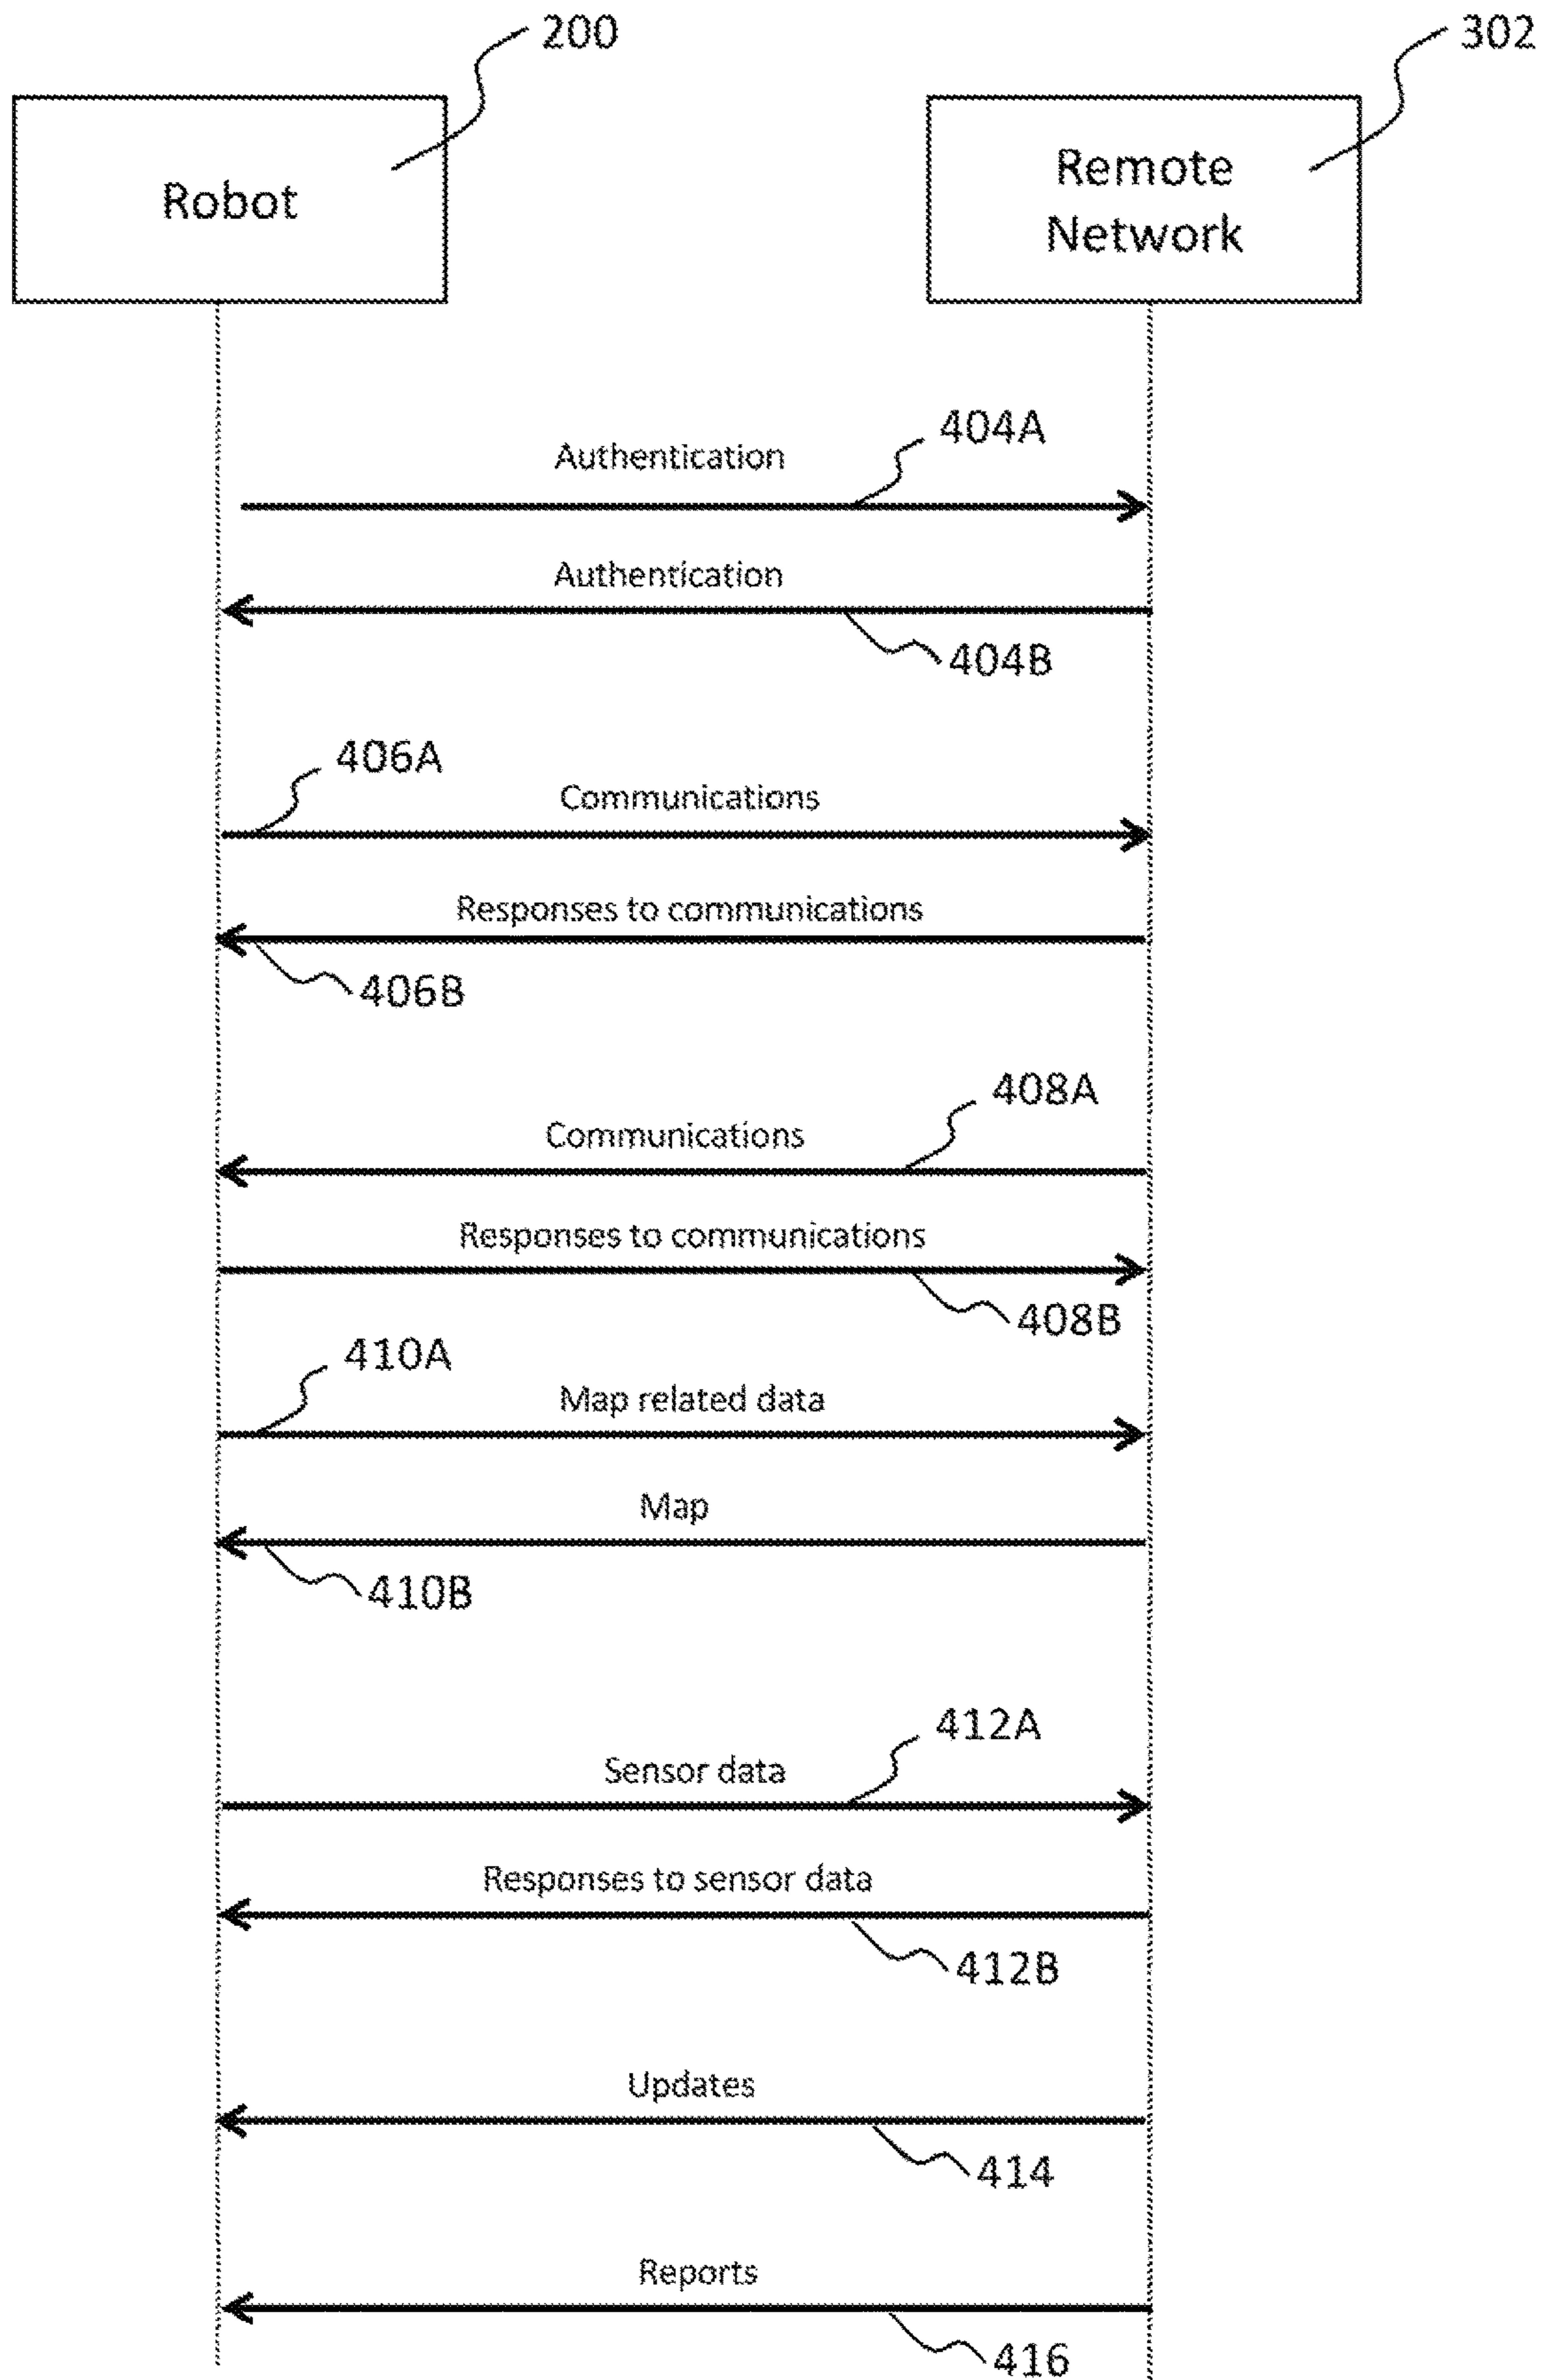 200
302
Robot
Remote
Network
404A
Authentication
Authentication
404B
406A
Communications
Responses to communications
406B
408A
Communications
Responses to communications
408B
410A
Map related data
Map
410B
412A
Sensor data
Responses to sensor data
412B
Updates
414
Reports
416